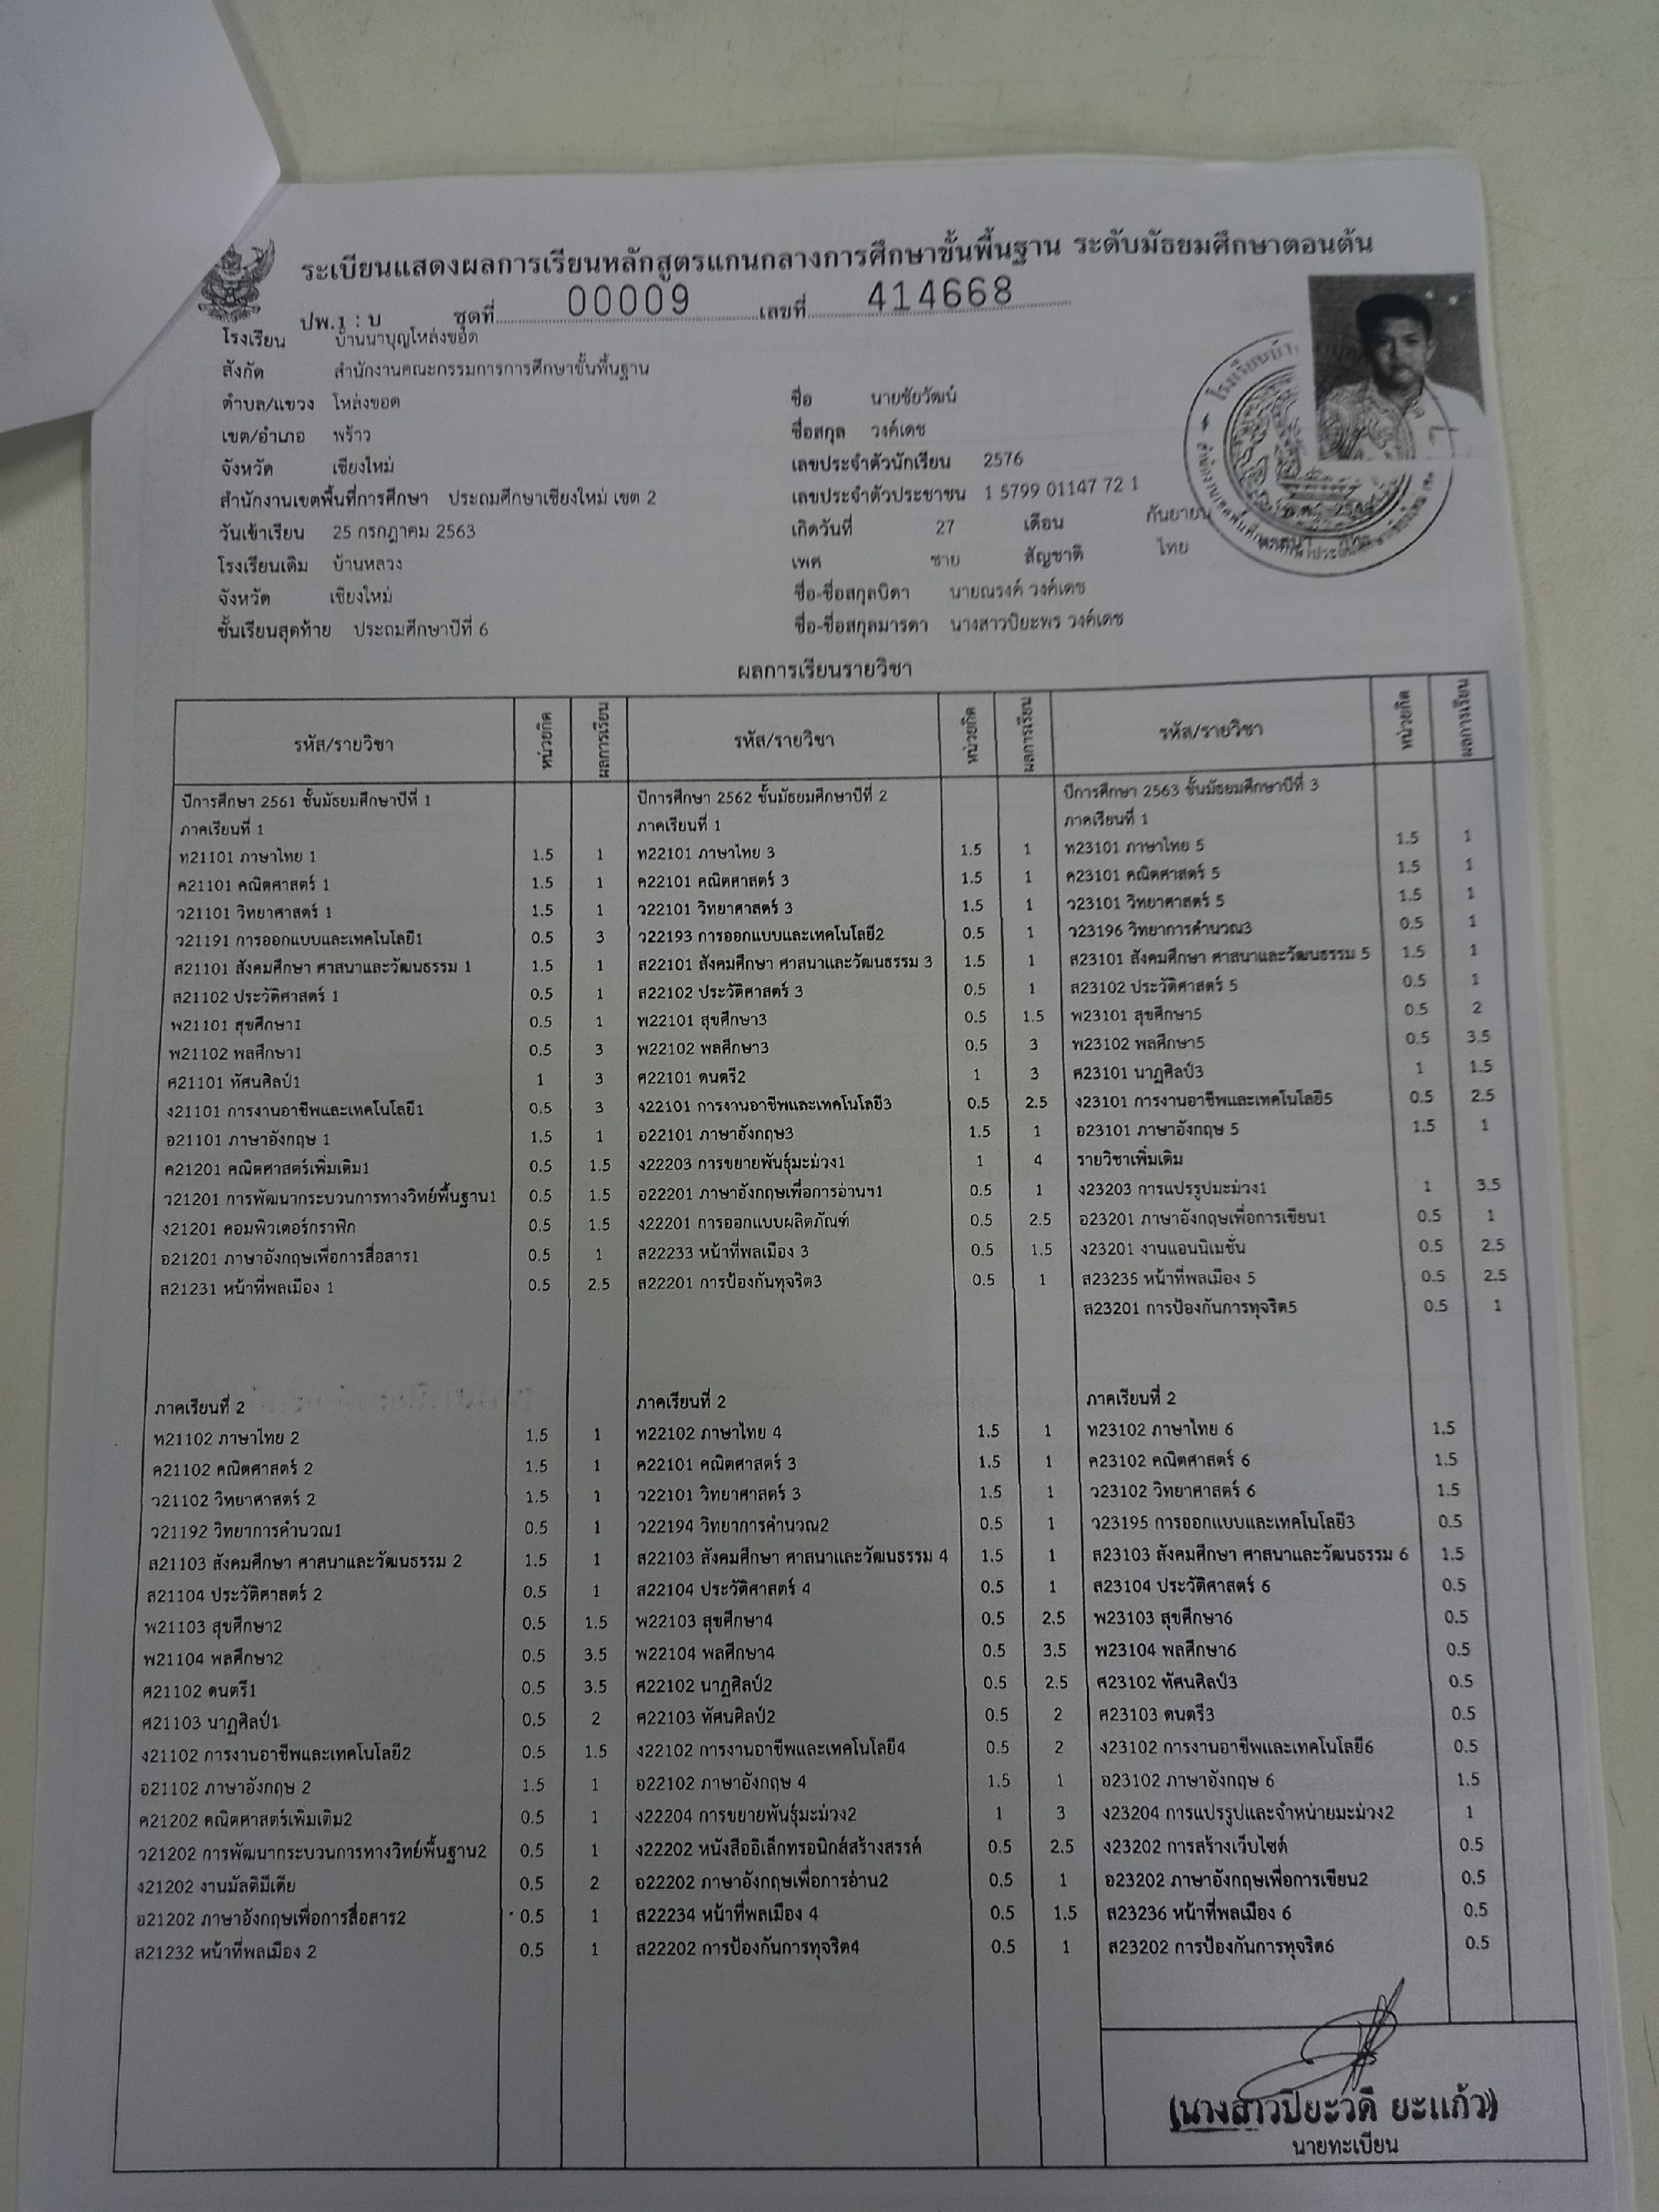 ระเบียนแสดงผลการเรียนหลักสูตรแกนกลางการศึกษาขั้นพื้นฐาน ระดับมัธยมศึกษาตอนต้น
ปพ.1 : บ ชุดที่ 00009 เลขที่ 414668
โรงเรียน บ้านนาบุญโหล่งขอด
สังกัด สำนักงานคณะกรรมการการศึกษาขั้นพื้นฐาน
ตำบล/แขวง โหล่งขอด
เขต/อำเภอ พร้าว
จังหวัด เชียงใหม่
สำนักงานเขตพื้นที่การศึกษา ประถมศึกษาเชียงใหม่ เขต 2
วันเข้าเรียน 25 กรกฎาคม 2563
โรงเรียนเดิม บ้านหลวง
จังหวัด เชียงใหม่
ชั้นเรียนสุดท้าย ประถมศึกษาปีที่ 6
ชื่อ นายชัยวัฒน์
ชื่อสกุล วงค์เดช
เลขประจำตัวนักเรียน 2576
เลขประจำตัวประชาชน 1 5799 01147 72 1
เกิดวันที่ 27 เดือน กันยายน
เพศ ชาย สัญชาติ ไทย
ชื่อ-ชื่อสกุลบิดา นายณรงค์ วงค์เดช
ชื่อ-ชื่อสกุลมารดา นางสาวปิยะพร วงค์เดช
ผลการเรียนรายวิชา
รหัส/รายวิชา หน่วยกิต ผลการเรียน
ปีการศึกษา 2561 ชั้นมัธยมศึกษาปีที่ 1
ภาคเรียนที่ 1
ท21101 ภาษาไทย 1 1.5 1
ค21101 คณิตศาสตร์ 1 1.5 1
ว21101 วิทยาศาสตร์ 1 1.5 1
ว21191 การออกแบบและเทคโนโลยี1 0.5 3
ส21101 สังคมศึกษา ศาสนาและวัฒนธรรม 1 1.5 1
ส21102 ประวัติศาสตร์ 1 0.5 1
พ21101 สุขศึกษา1 0.5 1
พ21102 พลศึกษา1 0.5 3
ศ21101 ทัศนศิลป์1 1 3
ง21101 การงานอาชีพและเทคโนโลยี1 0.5 3
อ21101 ภาษาอังกฤษ 1 1.5 1
ค21201 คณิตศาสตร์เพิ่มเติม1 0.5 1.5
ว21201 การพัฒนากระบวนการทางวิทย์พื้นฐาน1 0.5 1.5
ง21201 คอมพิวเตอร์กราฟิก 0.5 1.5
อ21201 ภาษาอังกฤษเพื่อการสื่อสาร1 0.5 1
ส21231 หน้าที่พลเมือง 1 0.5 2.5
ภาคเรียนที่ 2
ท21102 ภาษาไทย 2 1.5 1
ค21102 คณิตศาสตร์ 2 1.5 1
ว21102 วิทยาศาสตร์ 2 1.5 1
ว21192 วิทยาการคำนวณ1 0.5 1
ส21103 สังคมศึกษา ศาสนาและวัฒนธรรม 2 1.5 1
ส21104 ประวัติศาสตร์ 2 0.5 1
พ21103 สุขศึกษา2 0.5 1.5
พ21104 พลศึกษา2 0.5 3.5
ศ21102 ดนตรี1 0.5 3.5
ศ21103 นาฏศิลป์1 0.5 2
ง21102 การงานอาชีพและเทคโนโลยี2 0.5 1.5
อ21102 ภาษาอังกฤษ 2 1.5 1
ค21202 คณิตศาสตร์เพิ่มเติม2 0.5 1
ว21202 การพัฒนากระบวนการทางวิทย์พื้นฐาน2 0.5 1
ง21202 งานมัลติมีเดีย 0.5 2
อ21202 ภาษาอังกฤษเพื่อการสื่อสาร2 0.5 1
ส21232 หน้าที่พลเมือง 2 0.5 1
รหัส/รายวิชา หน่วยกิต ผลการเรียน
ปีการศึกษา 2562 ชั้นมัธยมศึกษาปีที่ 2
ภาคเรียนที่ 1
ท22101 ภาษาไทย 3 1.5 1
ค22101 คณิตศาสตร์ 3 1.5 1
ว22101 วิทยาศาสตร์ 3 1.5 1
ว22193 การออกแบบและเทคโนโลยี2 0.5 1
ส22101 สังคมศึกษา ศาสนาและวัฒนธรรม 3 1.5 1
ส22102 ประวัติศาสตร์ 3 0.5 1
พ22101 สุขศึกษา3 0.5 1.5
พ22102 พลศึกษา3 0.5 3
ศ22101 ดนตรี2 1 3
ง22101 การงานอาชีพและเทคโนโลยี3 0.5 2.5
อ22101 ภาษาอังกฤษ3 1.5 1
ง22203 การขยายพันธุ์มะม่วง1 1 4
อ22201 ภาษาอังกฤษเพื่อการอ่านฯ1 0.5 1
ง22201 การออกแบบผลิตภัณฑ์ 0.5 2.5
ส22233 หน้าที่พลเมือง 3 0.5 1.5
ส22201 การป้องกันทุจริต3 0.5 1
ภาคเรียนที่ 2
ท22102 ภาษาไทย 4 1.5 1
ค22101 คณิตศาสตร์ 3 1.5 1
ว22101 วิทยาศาสตร์ 3 1.5 1
ว22194 วิทยาการคำนวณ2 0.5 1
ส22103 สังคมศึกษา ศาสนาและวัฒนธรรม 4 1.5 1
ส22104 ประวัติศาสตร์ 4 0.5 1
พ22103 สุขศึกษา4 0.5 2.5
พ22104 พลศึกษา4 0.5 3.5
ศ22102 นาฏศิลป์2 0.5 2.5
ศ22103 ทัศนศิลป์2 0.5 2
ง22102 การงานอาชีพและเทคโนโลยี4 0.5 2
อ22102 ภาษาอังกฤษ 4 1.5 1
ง22204 การขยายพันธุ์มะม่วง2 1 3
ง22202 หนังสืออิเล็กทรอนิกส์สร้างสรรค์ 0.5 2.5
อ22202 ภาษาอังกฤษเพื่อการอ่าน2 0.5 1
ส22234 หน้าที่พลเมือง 4 0.5 1.5
ส22202 การป้องกันการทุจริต4 0.5 1
รหัส/รายวิชา หน่วยกิต ผลการเรียน
ปีการศึกษา 2563 ชั้นมัธยมศึกษาปีที่ 3
ภาคเรียนที่ 1
ท23101 ภาษาไทย 5 1.5 1
ค23101 คณิตศาสตร์ 5 1.5 1
ว23101 วิทยาศาสตร์ 5 1.5 1
ว23196 วิทยาการคำนวณ3 0.5 1
ส23101 สังคมศึกษา ศาสนาและวัฒนธรรม 5 1.5 1
ส23102 ประวัติศาสตร์ 5 0.5 1
พ23101 สุขศึกษา5 0.5 2
พ23102 พลศึกษา5 0.5 3.5
ศ23101 นาฏศิลป์3 1 1.5
ง23101 การงานอาชีพและเทคโนโลยี5 0.5 2.5
อ23101 ภาษาอังกฤษ 5 1.5 1
รายวิชาเพิ่มเติม
ง23203 การแปรรูปมะม่วง1 1 3.5
อ23201 ภาษาอังกฤษเพื่อการเขียน1 0.5 1
ง23201 งานแอนนิเมชั่น 0.5 2.5
ส23235 หน้าที่พลเมือง 5 0.5 2.5
ส23201 การป้องกันการทุจริต5 0.5 1
ภาคเรียนที่ 2
ท23102 ภาษาไทย 6 1.5
ค23102 คณิตศาสตร์ 6 1.5
ว23102 วิทยาศาสตร์ 6 1.5
ว23195 การออกแบบและเทคโนโลยี3 0.5
ส23103 สังคมศึกษา ศาสนาและวัฒนธรรม 6 1.5
ส23104 ประวัติศาสตร์ 6 0.5
พ23103 สุขศึกษา6 0.5
พ23104 พลศึกษา6 0.5
ศ23102 ทัศนศิลป์3 0.5
ศ23103 ดนตรี3 0.5
ง23102 การงานอาชีพและเทคโนโลยี6 0.5
อ23102 ภาษาอังกฤษ 6 1.5
ง23204 การแปรรูปและจำหน่ายมะม่วง2 1
ง23202 การสร้างเว็บไซต์ 0.5
อ23202 ภาษาอังกฤษเพื่อการเขียน2 0.5
ส23236 หน้าที่พลเมือง 6 0.5
ส23202 การป้องกันการทุจริต6 0.5
(นางสาวปิยะวดี ยะแก้ว)
นายทะเบียน